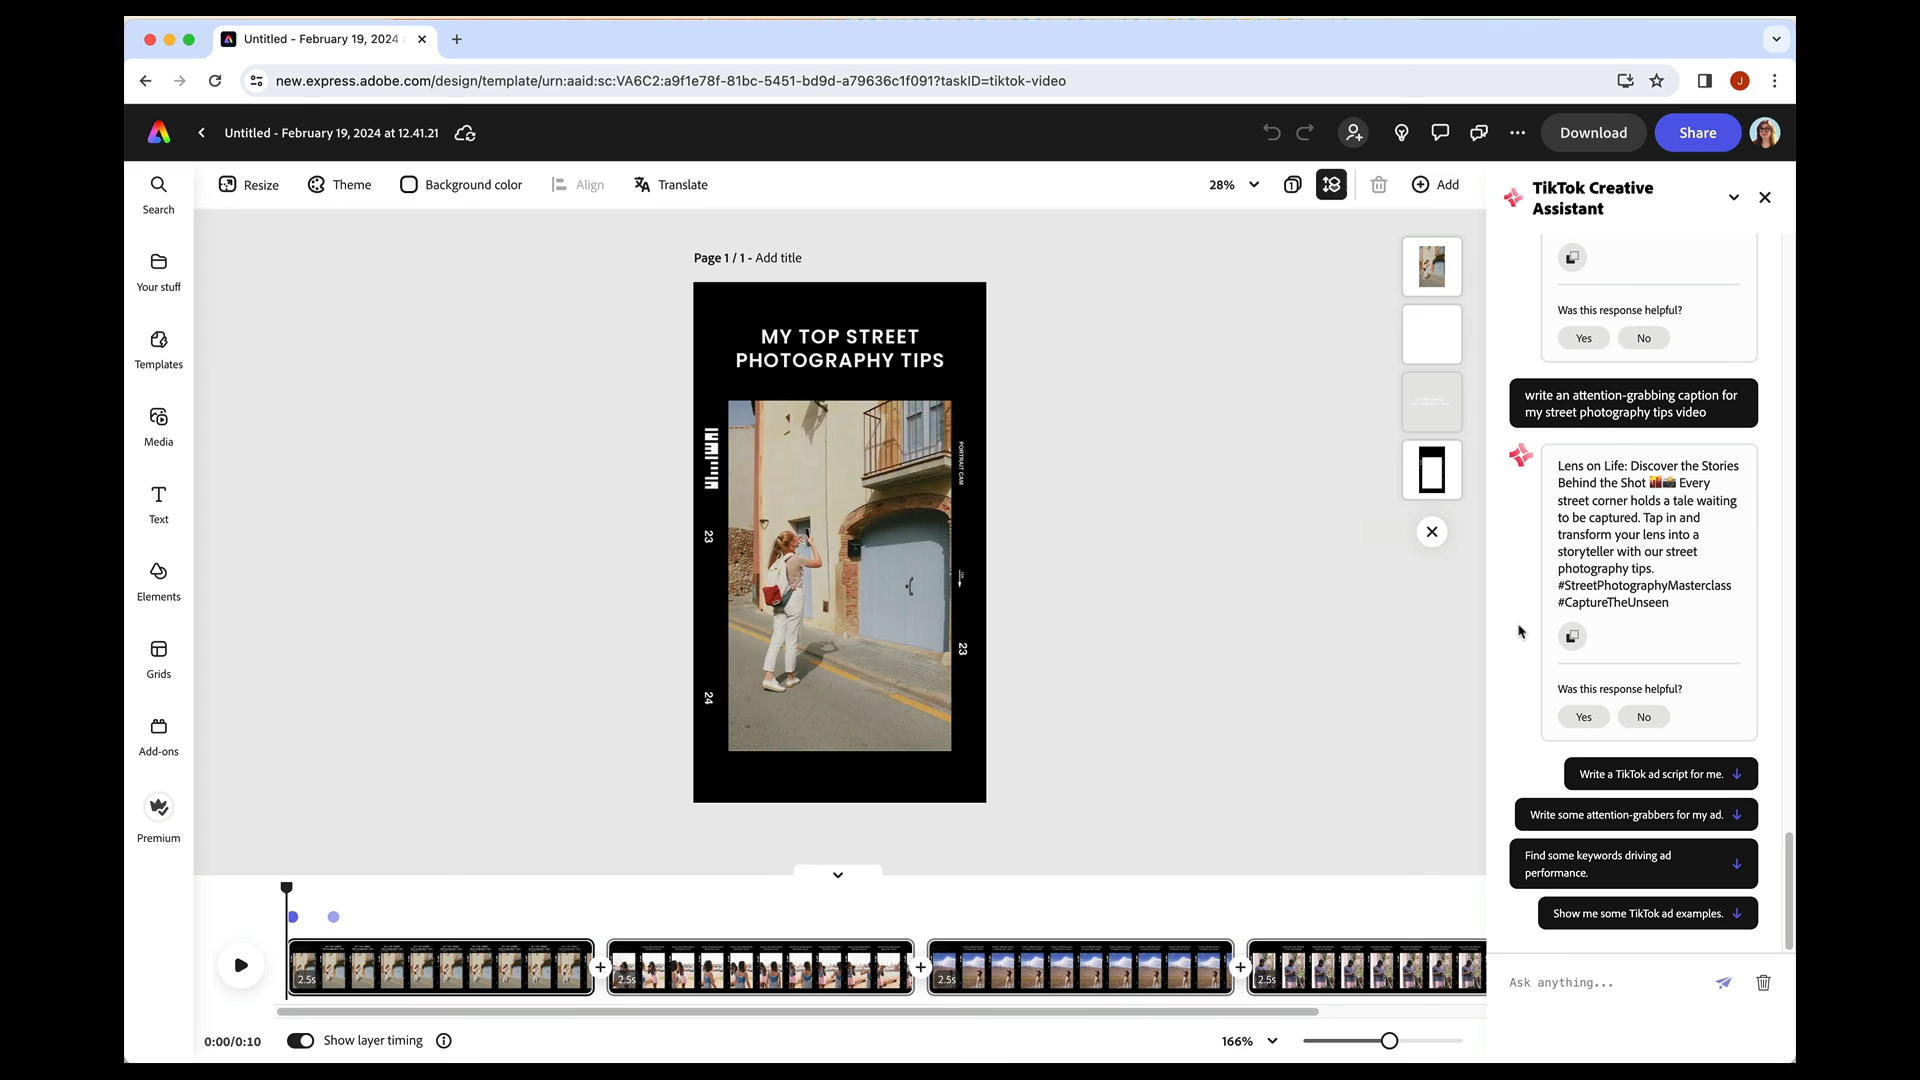 Untitled - February 19, 2024
new.express.adobe.com/design/template/urn:aaid:sc:VA6C2:a9f1e78f-81bc-5451-bd9d-a79636c1f091?taskID=tiktok-video
J
Untitled - February 19, 2024 at 12.41.21
Download
Share
Resize
Theme
Background color
Align
Translate
28%
1
Add
Search
Your stuff
Templates
Media
Text
Elements
Grids
Add-ons
Premium
Page 1 / 1 - Add title
MY TOP STREET
PHOTOGRAPHY TIPS
PORTRAIT CAM
23
23
24
TikTok Creative
Assistant
Was this response helpful?
Yes
No
write an attention-grabbing caption for
my street photography tips video
Lens on Life: Discover the Stories
Behind the Shot 🌇📸 Every
street corner holds a tale waiting
to be captured. Tap in and
transform your lens into a
storyteller with our street
photography tips.
#StreetPhotographyMasterclass
#CaptureTheUnseen
Was this response helpful?
Yes
No
Write a TikTok ad script for me.
Write some attention-grabbers for my ad.
Find some keywords driving ad
performance.
Show me some TikTok ad examples.
Ask anything...
2.5s
2.5s
2.5s
2.5s
0:00/0:10
Show layer timing
166%